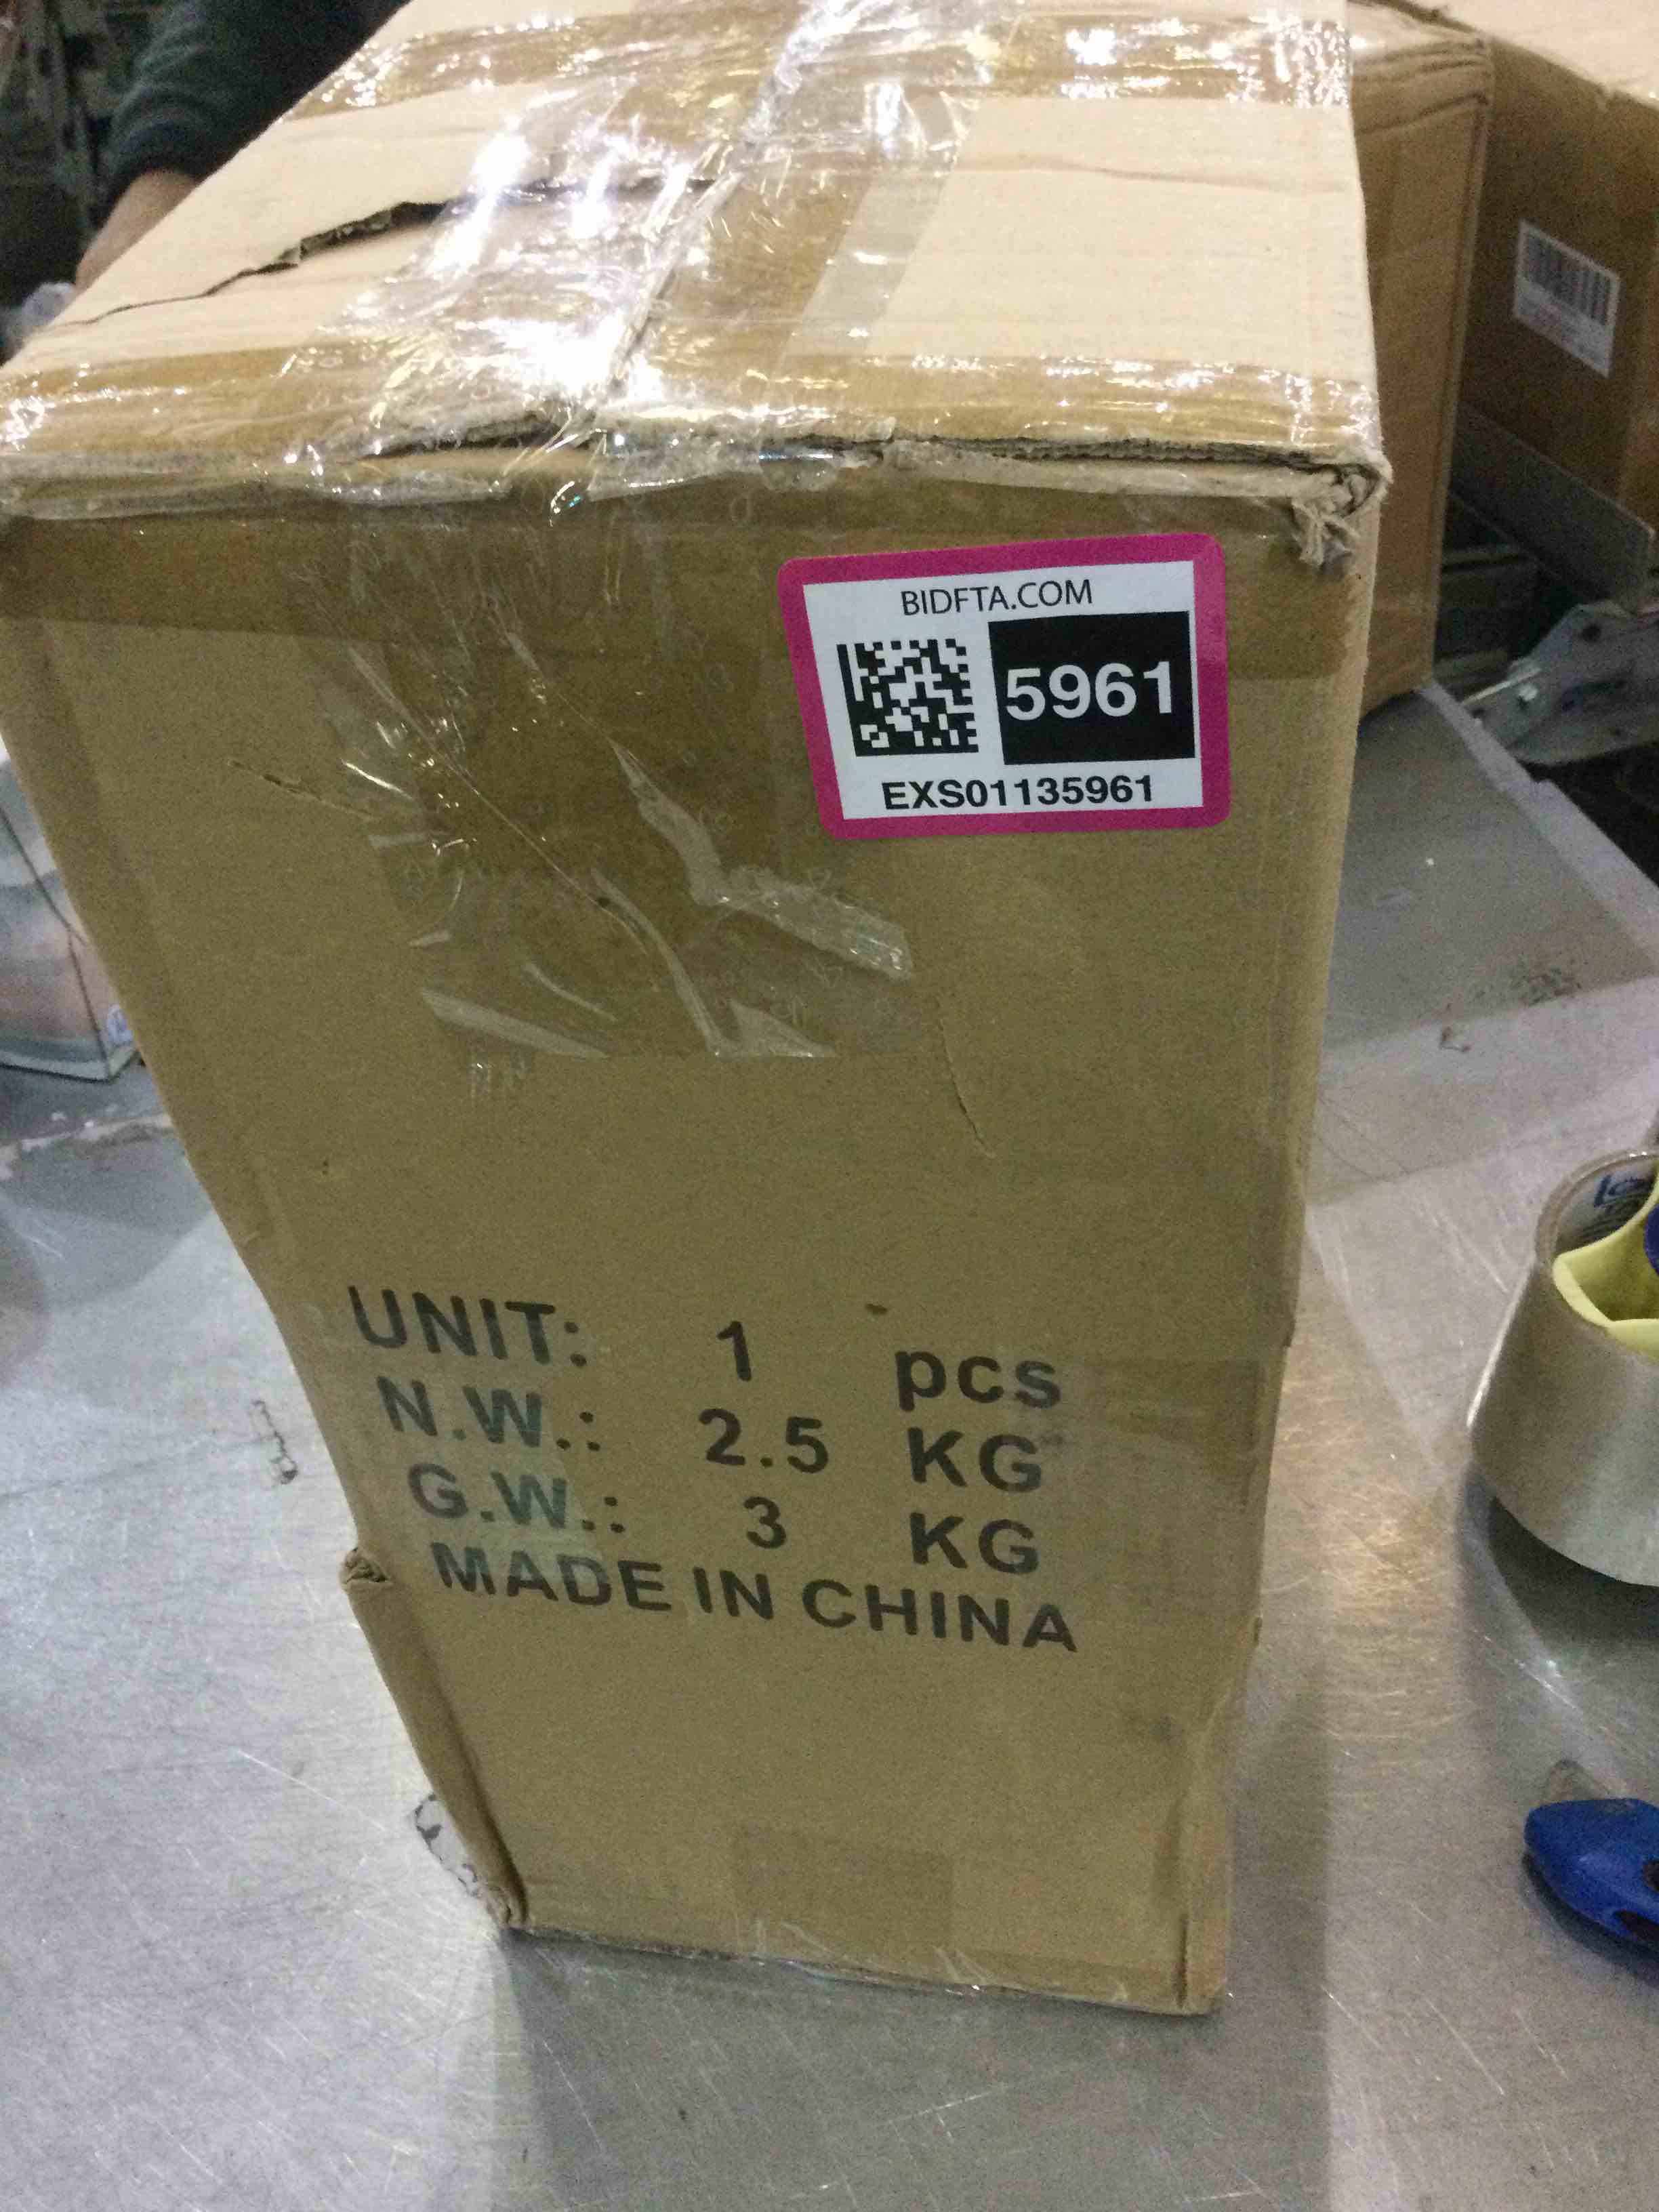 BIDFTA.COM
5961
EXS01135961
UNIT: 1 pcs
N.W.: 2.5 KG
G.W.: 3 KG
MADE IN CHINA